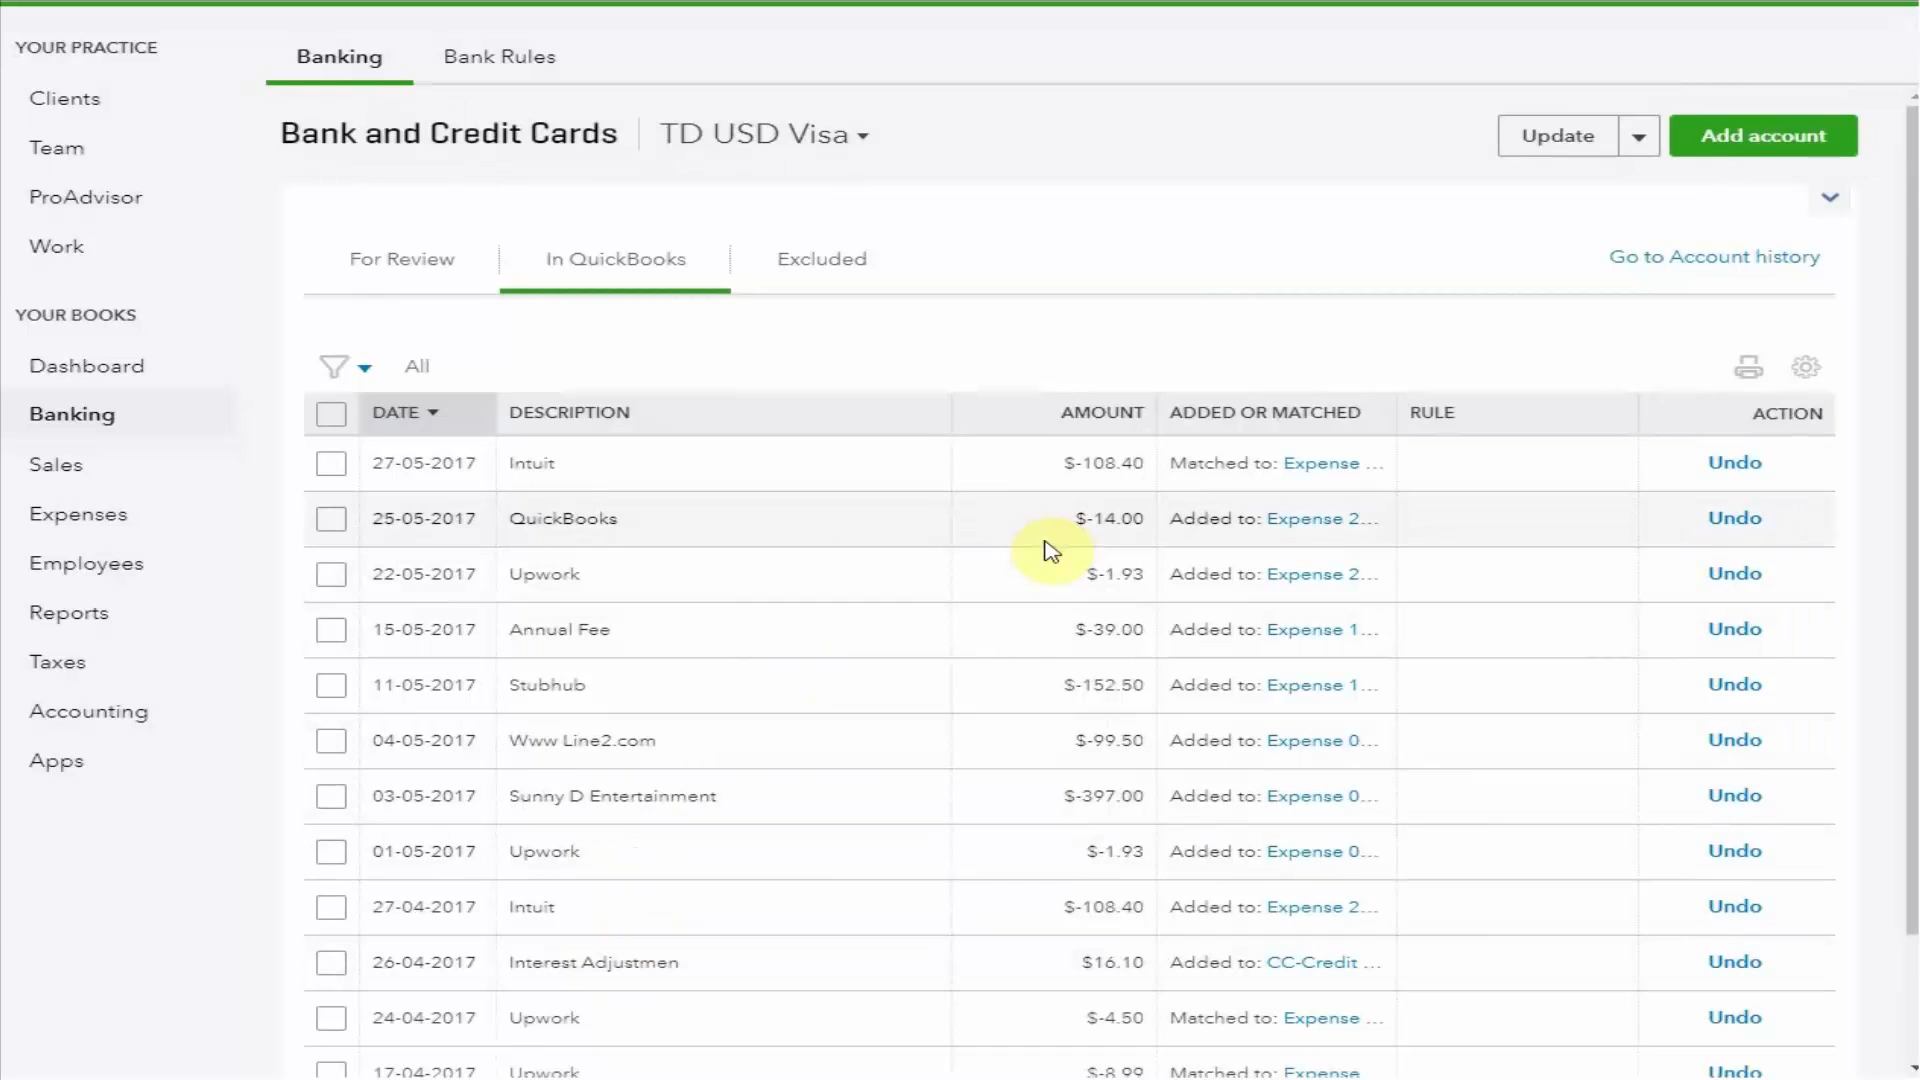 YOUR PRACTICE
Clients
Team
ProAdvisor
Work
YOUR BOOKS
Dashboard
Banking
Sales
Expenses
Employees
Reports
Taxes
Accounting
Apps
Banking Bank Rules
Bank and Credit Cards TD USD Visa
Update Add account
For Review In QuickBooks Excluded Go to Account history
All
DATE DESCRIPTION AMOUNT ADDED OR MATCHED RULE ACTION
27-05-2017 Intuit $-108.40 Matched to: Expense ... Undo
25-05-2017 QuickBooks $-14.00 Added to: Expense 2... Undo
22-05-2017 Upwork $-1.93 Added to: Expense 2... Undo
15-05-2017 Annual Fee $-39.00 Added to: Expense 1... Undo
11-05-2017 Stubhub $-152.50 Added to: Expense 1... Undo
04-05-2017 Www Line2.com $-99.50 Added to: Expense 0... Undo
03-05-2017 Sunny D Entertainment $-397.00 Added to: Expense 0... Undo
01-05-2017 Upwork $-1.93 Added to: Expense 0... Undo
27-04-2017 Intuit $-108.40 Added to: Expense 2... Undo
26-04-2017 Interest Adjustmen $16.10 Added to: CC-Credit ... Undo
24-04-2017 Upwork $-4.50 Matched to: Expense ... Undo
17-04-2017 Upwork $-8.99 Matched to: Expense Undo